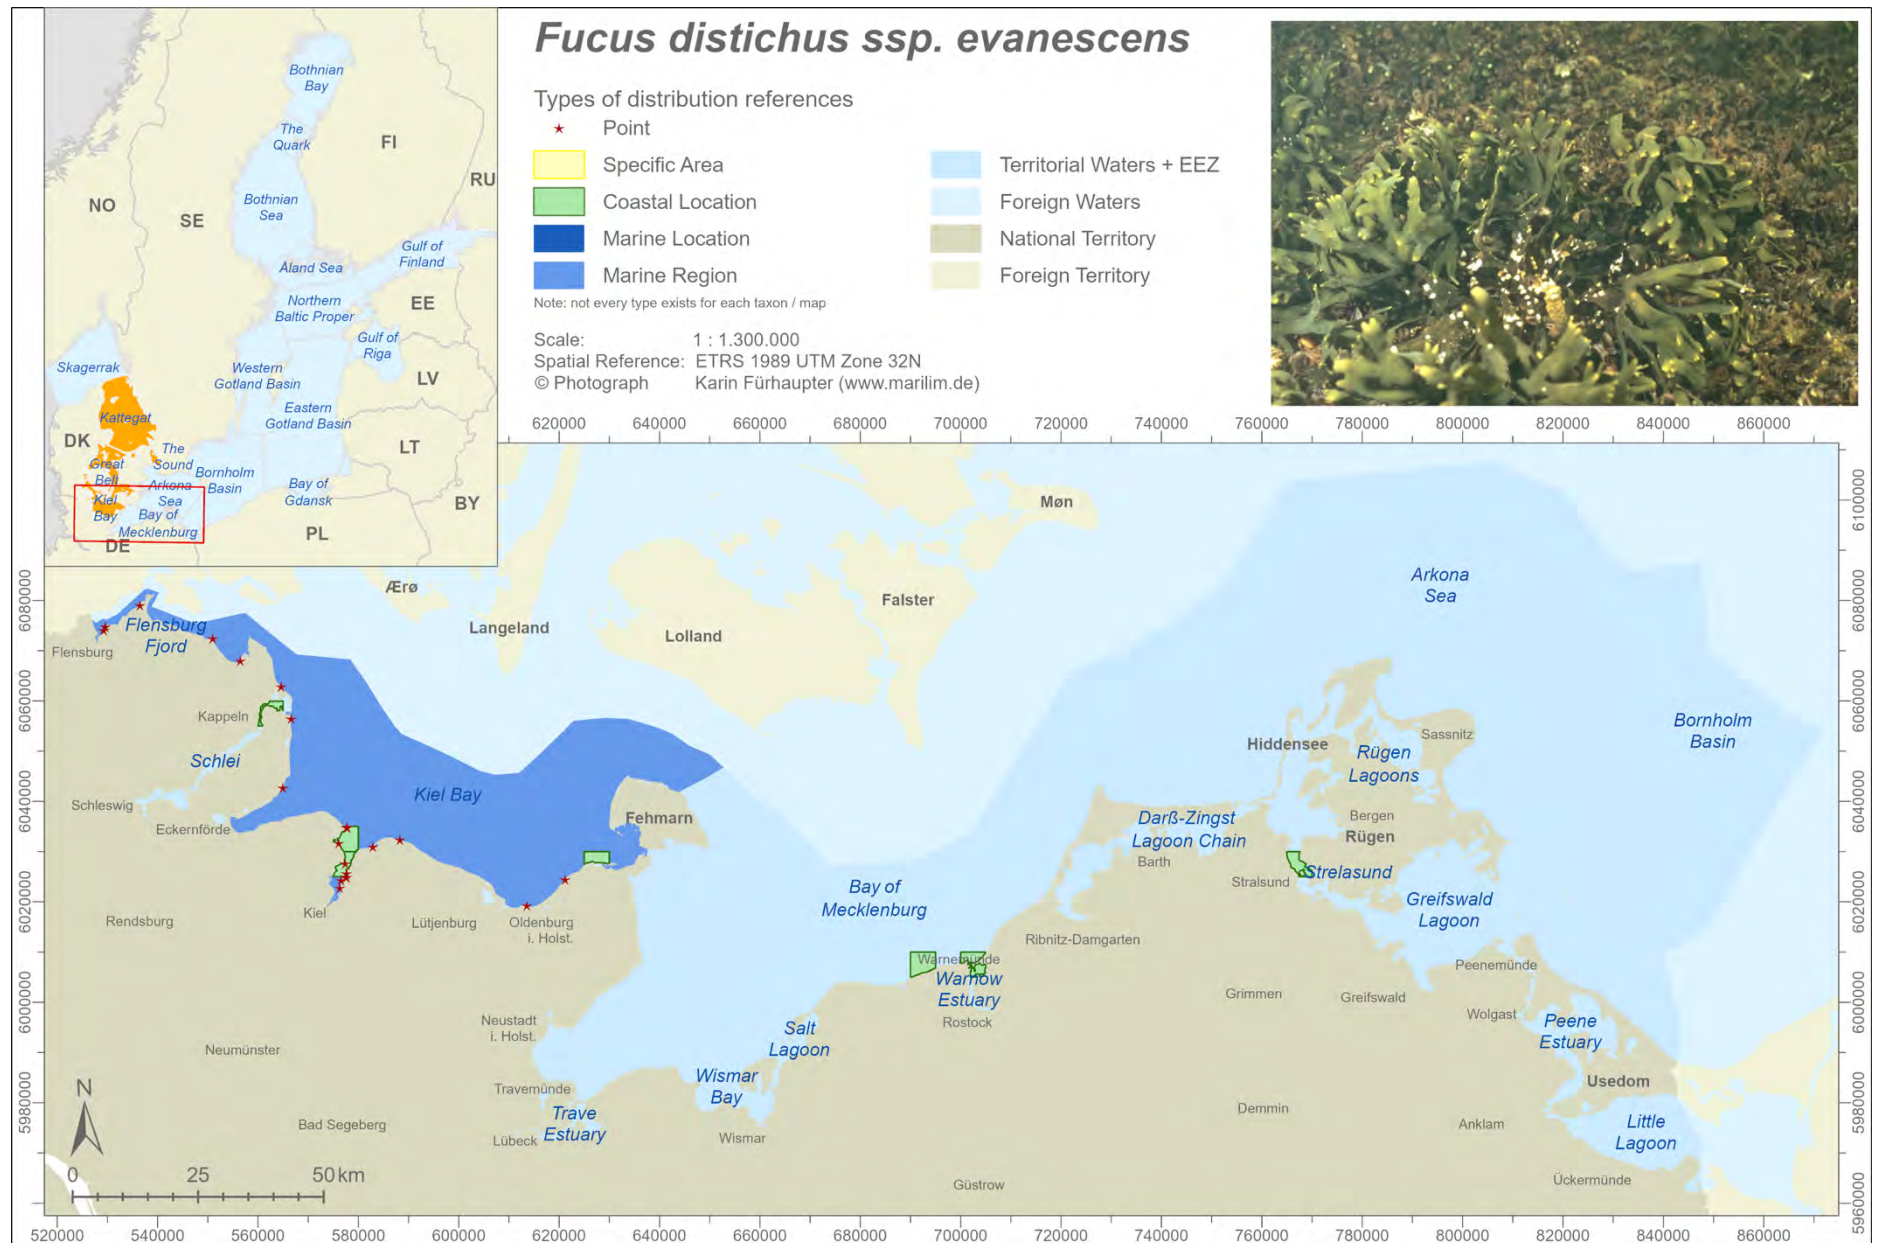 Fucus distichus ssp. evanescens
Types of distribution references
Point
Specific Area
Coastal Location
Marine Location
Marine Region
Territorial Waters + EEZ
Foreign Waters
National Territory
Foreign Territory
Note: not every type exists for each taxon / map
Scale: 1 : 1.300.000
Spatial Reference: ETRS 1989 UTM Zone 32N
© Photograph Karin Fürhaupter (www.marilim.de)
Bothnian
Bay
The
Quark
FI
RU
NO
SE
Bothnian
Sea
Gulf of
Finland
Åland Sea
Northern
Baltic Proper
EE
Gulf of
Riga
Skagerrak
Western
Gotland Basin
LV
Kattegat
Eastern
Gotland Basin
DK
The
Sound
LT
Great
Belt
Bornholm
Basin
Arkona
Sea
Bay of
Gdansk
Kiel
Bay
Bay of
Mecklenburg
BY
PL
DE
620000 640000 660000 680000 700000 720000 740000 760000 780000 800000 820000 840000 860000
6100000
6080000
6060000
6040000
6020000
6000000
5980000
5960000
6080000
6060000
6040000
6020000
6000000
5980000
Møn
Ærø
Langeland
Lolland
Falster
Arkona
Sea
Flensburg
Fjord
Flensburg
Kappeln
Schlei
Schleswig
Eckernförde
Kiel Bay
Fehmarn
Hiddensee
Sassnitz
Rügen
Lagoons
Bornholm
Basin
Bergen
Rügen
Darß-Zingst
Lagoon Chain
Barth
Stralsund
Strelasund
Greifswald
Lagoon
Bay of
Mecklenburg
Rendsburg
Kiel
Lütjenburg
Oldenburg
i. Holst.
Ribnitz-Damgarten
Warnemünde
Warnow
Estuary
Rostock
Peenemünde
Grimmen
Greifswald
Wolgast
Peene
Estuary
Neustadt
i. Holst.
Salt
Lagoon
Neumünster
Wismar
Bay
Usedom
Travemünde
Trave
Estuary
Lübeck
Wismar
Bad Segeberg
Demmin
Anklam
Little
Lagoon
Güstrow
Ückermünde
N
0 25 50 km
520000 540000 560000 580000 600000 620000 640000 660000 680000 700000 720000 740000 760000 780000 800000 820000 840000 860000